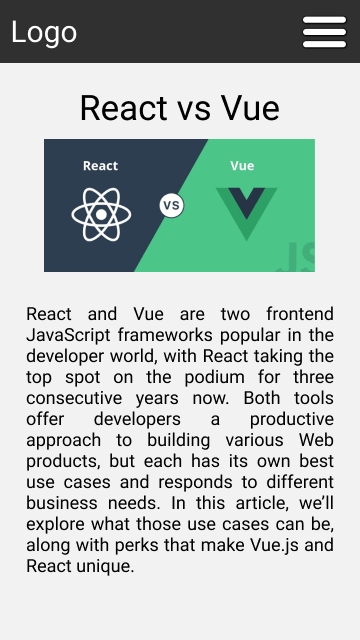 Logo
React vs Vue
React
Vue
VS
JS
React and Vue are two frontend
JavaScript frameworks popular in the
developer world, with React taking the
top spot on the podium for three
consecutive years now. Both tools
offer developers a productive
approach to building various Web
products, but each has its own best
use cases and responds to different
business needs. In this article, we’ll
explore what those use cases can be,
along with perks that make Vue.js and
React unique.